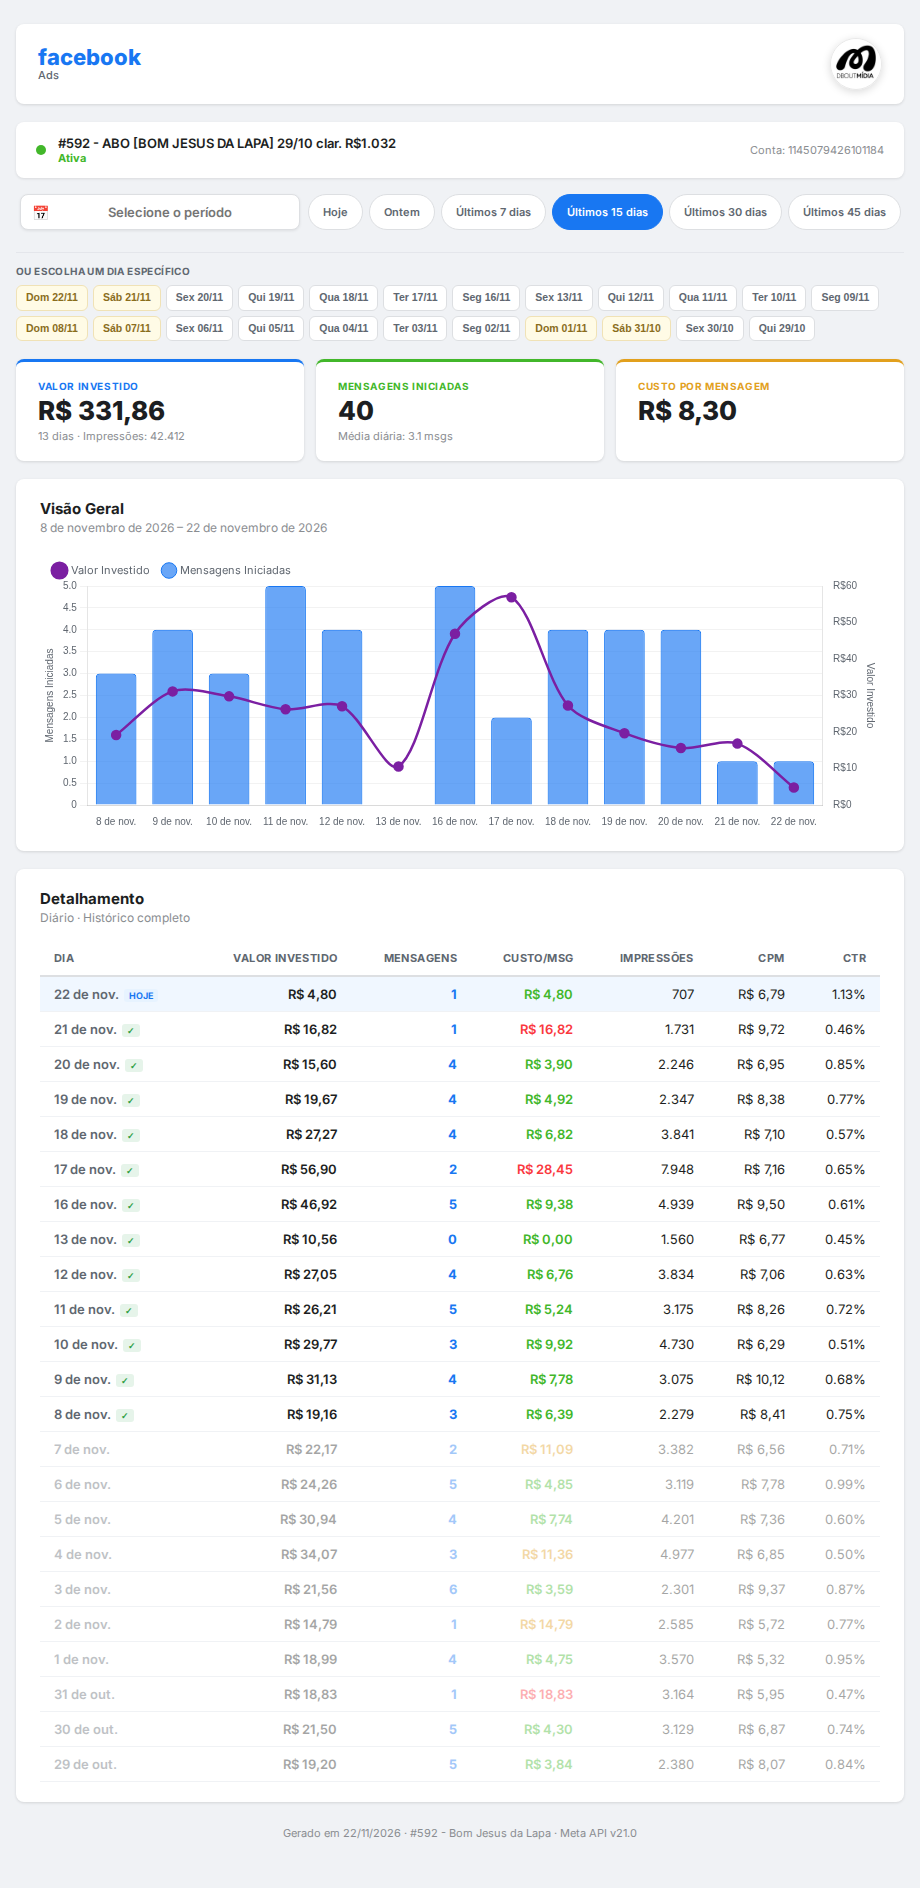 facebook
Ads
DBOUTMÍDIA
#592 - ABO [BOM JESUS DA LAPA] 29/10 clar. R$1.032
Ativa
Conta: 1145079426101184
Selecione o período
Hoje
Ontem
Últimos 7 dias
Últimos 15 dias
Últimos 30 dias
Últimos 45 dias
OU ESCOLHA UM DIA ESPECÍFICO
Dom 22/11 Sáb 21/11 Sex 20/11 Qui 19/11 Qua 18/11 Ter 17/11 Seg 16/11 Sex 13/11 Qui 12/11 Qua 11/11 Ter 10/11 Seg 09/11
Dom 08/11 Sáb 07/11 Sex 06/11 Qui 05/11 Qua 04/11 Ter 03/11 Seg 02/11 Dom 01/11 Sáb 31/10 Sex 30/10 Qui 29/10
VALOR INVESTIDO
R$ 331,86
13 dias · Impressões: 42.412
MENSAGENS INICIADAS
40
Média diária: 3.1 msgs
CUSTO POR MENSAGEM
R$ 8,30
Visão Geral
8 de novembro de 2026 – 22 de novembro de 2026
Valor Investido
Mensagens Iniciadas
Mensagens Iniciadas
5.0
4.5
4.0
3.5
3.0
2.5
2.0
1.5
1.0
0.5
0
R$60
R$50
R$40
R$30
R$20
R$10
R$0
Valor Investido
8 de nov. 9 de nov. 10 de nov. 11 de nov. 12 de nov. 13 de nov. 16 de nov. 17 de nov. 18 de nov. 19 de nov. 20 de nov. 21 de nov. 22 de nov.
Detalhamento
Diário · Histórico completo
DIA VALOR INVESTIDO MENSAGENS CUSTO/MSG IMPRESSÕES CPM CTR
22 de nov. HOJE R$ 4,80 1 R$ 4,80 707 R$ 6,79 1.13%
21 de nov. ✓ R$ 16,82 1 R$ 16,82 1.731 R$ 9,72 0.46%
20 de nov. ✓ R$ 15,60 4 R$ 3,90 2.246 R$ 6,95 0.85%
19 de nov. ✓ R$ 19,67 4 R$ 4,92 2.347 R$ 8,38 0.77%
18 de nov. ✓ R$ 27,27 4 R$ 6,82 3.841 R$ 7,10 0.57%
17 de nov. ✓ R$ 56,90 2 R$ 28,45 7.948 R$ 7,16 0.65%
16 de nov. ✓ R$ 46,92 5 R$ 9,38 4.939 R$ 9,50 0.61%
13 de nov. ✓ R$ 10,56 0 R$ 0,00 1.560 R$ 6,77 0.45%
12 de nov. ✓ R$ 27,05 4 R$ 6,76 3.834 R$ 7,06 0.63%
11 de nov. ✓ R$ 26,21 5 R$ 5,24 3.175 R$ 8,26 0.72%
10 de nov. ✓ R$ 29,77 3 R$ 9,92 4.730 R$ 6,29 0.51%
9 de nov. ✓ R$ 31,13 4 R$ 7,78 3.075 R$ 10,12 0.68%
8 de nov. ✓ R$ 19,16 3 R$ 6,39 2.279 R$ 8,41 0.75%
7 de nov. R$ 22,17 2 R$ 11,09 3.382 R$ 6,56 0.71%
6 de nov. R$ 24,26 5 R$ 4,85 3.119 R$ 7,78 0.99%
5 de nov. R$ 30,94 4 R$ 7,74 4.201 R$ 7,36 0.60%
4 de nov. R$ 34,07 3 R$ 11,36 4.977 R$ 6,85 0.50%
3 de nov. R$ 21,56 6 R$ 3,59 2.301 R$ 9,37 0.87%
2 de nov. R$ 14,79 1 R$ 14,79 2.585 R$ 5,72 0.77%
1 de nov. R$ 18,99 4 R$ 4,75 3.570 R$ 5,32 0.95%
31 de out. R$ 18,83 1 R$ 18,83 3.164 R$ 5,95 0.47%
30 de out. R$ 21,50 5 R$ 4,30 3.129 R$ 6,87 0.74%
29 de out. R$ 19,20 5 R$ 3,84 2.380 R$ 8,07 0.84%
Gerado em 22/11/2026 · #592 - Bom Jesus da Lapa · Meta API v21.0